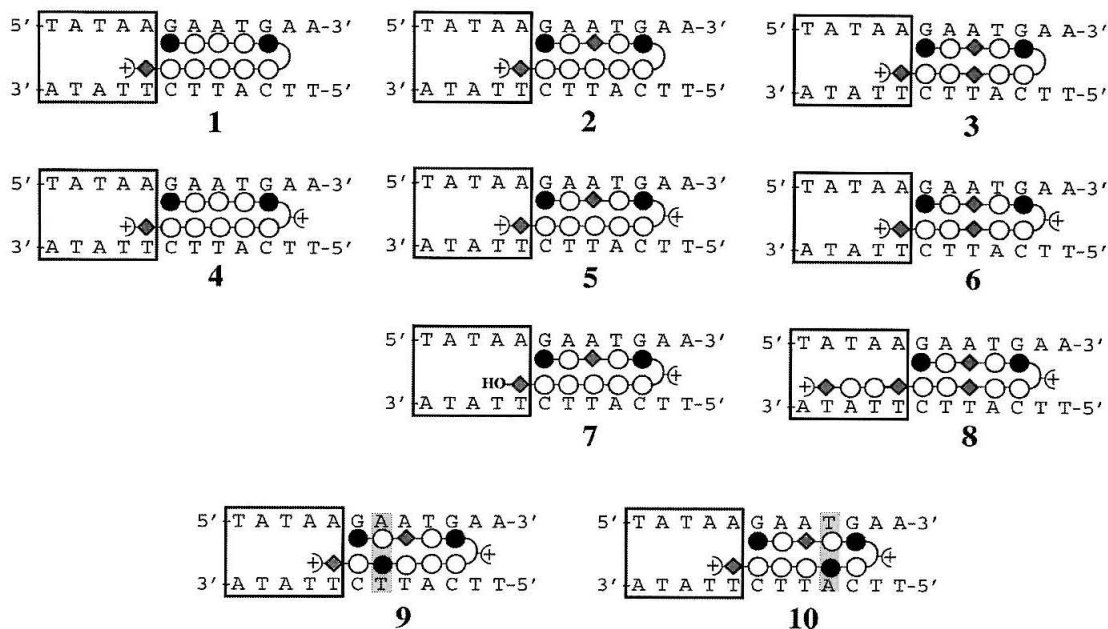 5' T A T A A G A A T G A A-3' 5' T A T A A G A A T G A A-3' 5' T A T A A G A A T G A A-3'
+ + +
3' A T A T T C T T A C T T-5' 3' A T A T T C T T A C T T-5' 3' A T A T T C T T A C T T-5'
1 2 3
5' T A T A A G A A T G A A-3' 5' T A T A A G A A T G A A-3' 5' T A T A A G A A T G A A-3'
+ + + + + +
3' A T A T T C T T A C T T-5' 3' A T A T T C T T A C T T-5' 3' A T A T T C T T A C T T-5'
4 5 6
5' T A T A A G A A T G A A-3' 5' T A T A A G A A T G A A-3'
HO + + +
3' A T A T T C T T A C T T-5' 3' A T A T T C T T A C T T-5'
7 8
5' T A T A A G A A T G A A-3' 5' T A T A A G A A T G A A-3'
+ + + +
3' A T A T T C T T A C T T-5' 3' A T A T T C T T A C T T-5'
9 10